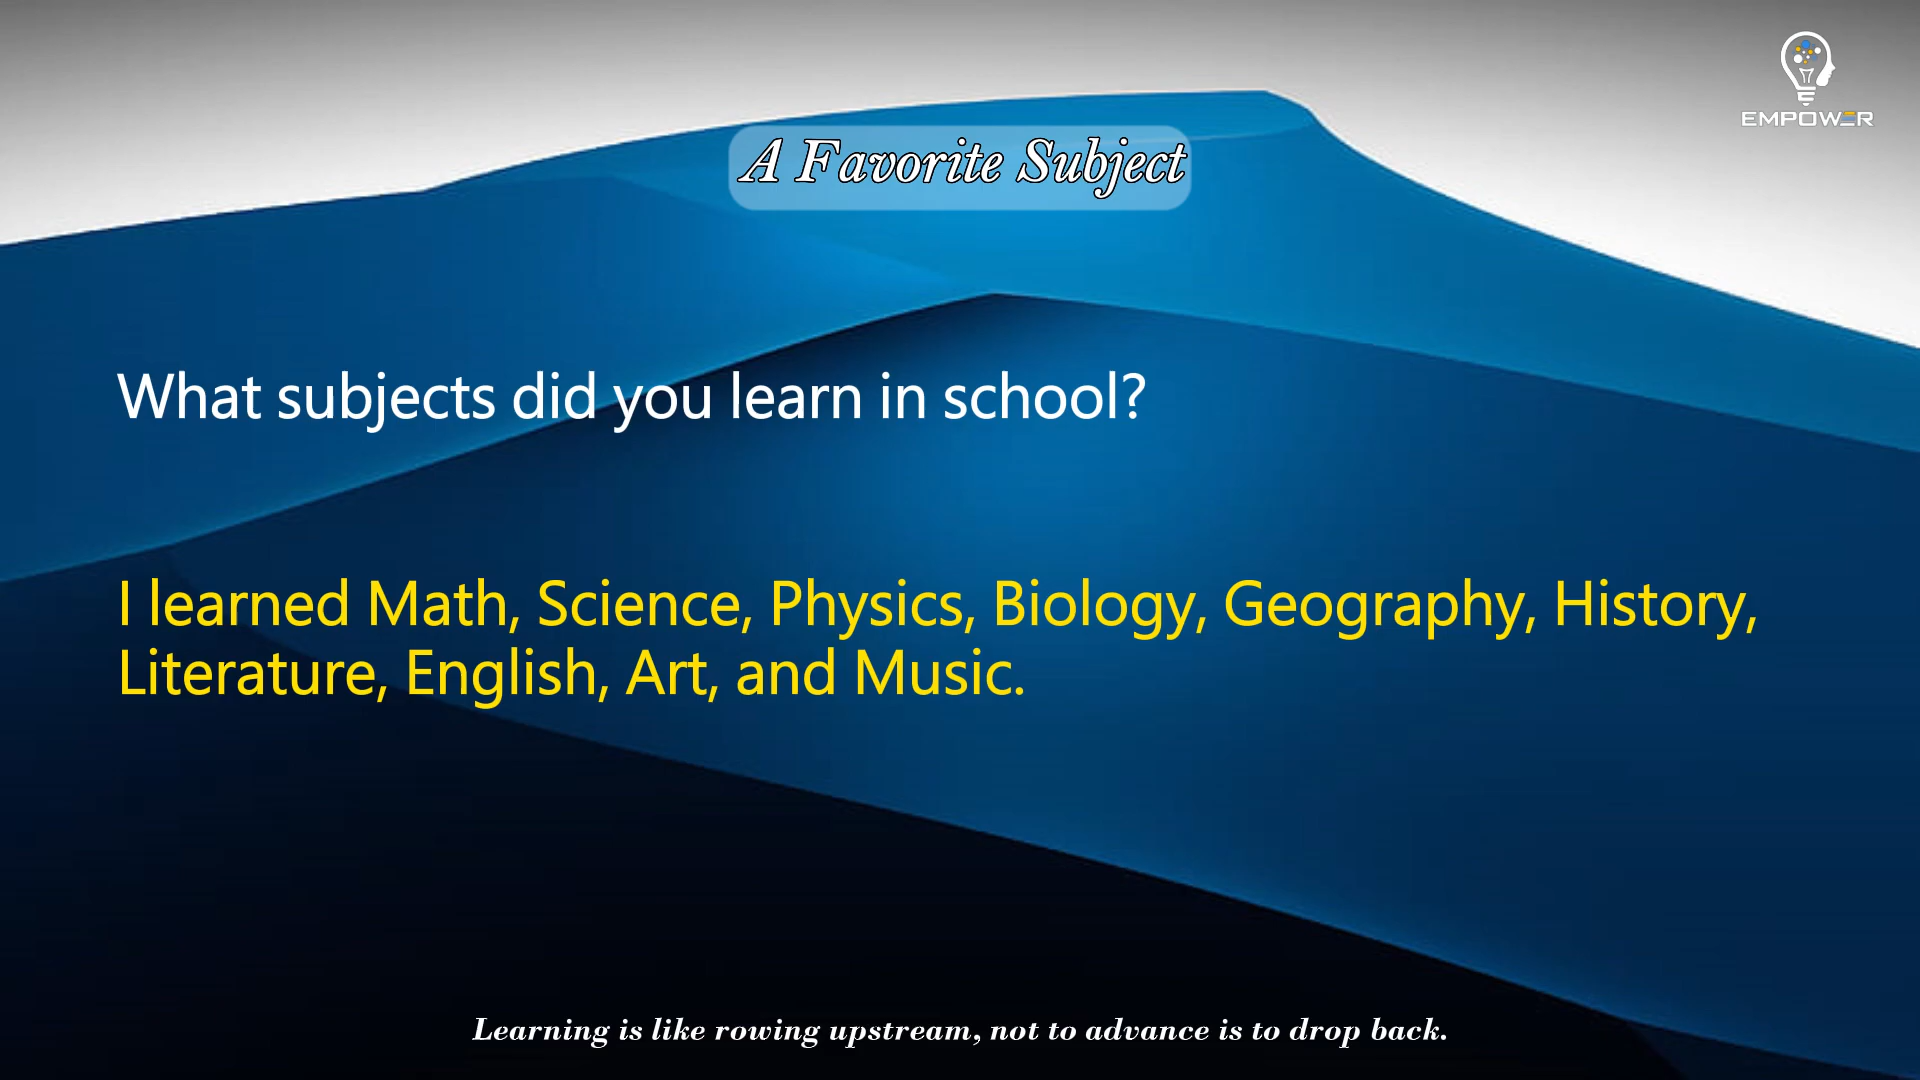 EMPOWER
A Favorite Subject
What subjects did you learn in school?
I learned Math, Science, Physics, Biology, Geography, History,
Literature, English, Art, and Music.
Learning is like rowing upstream, not to advance is to drop back.